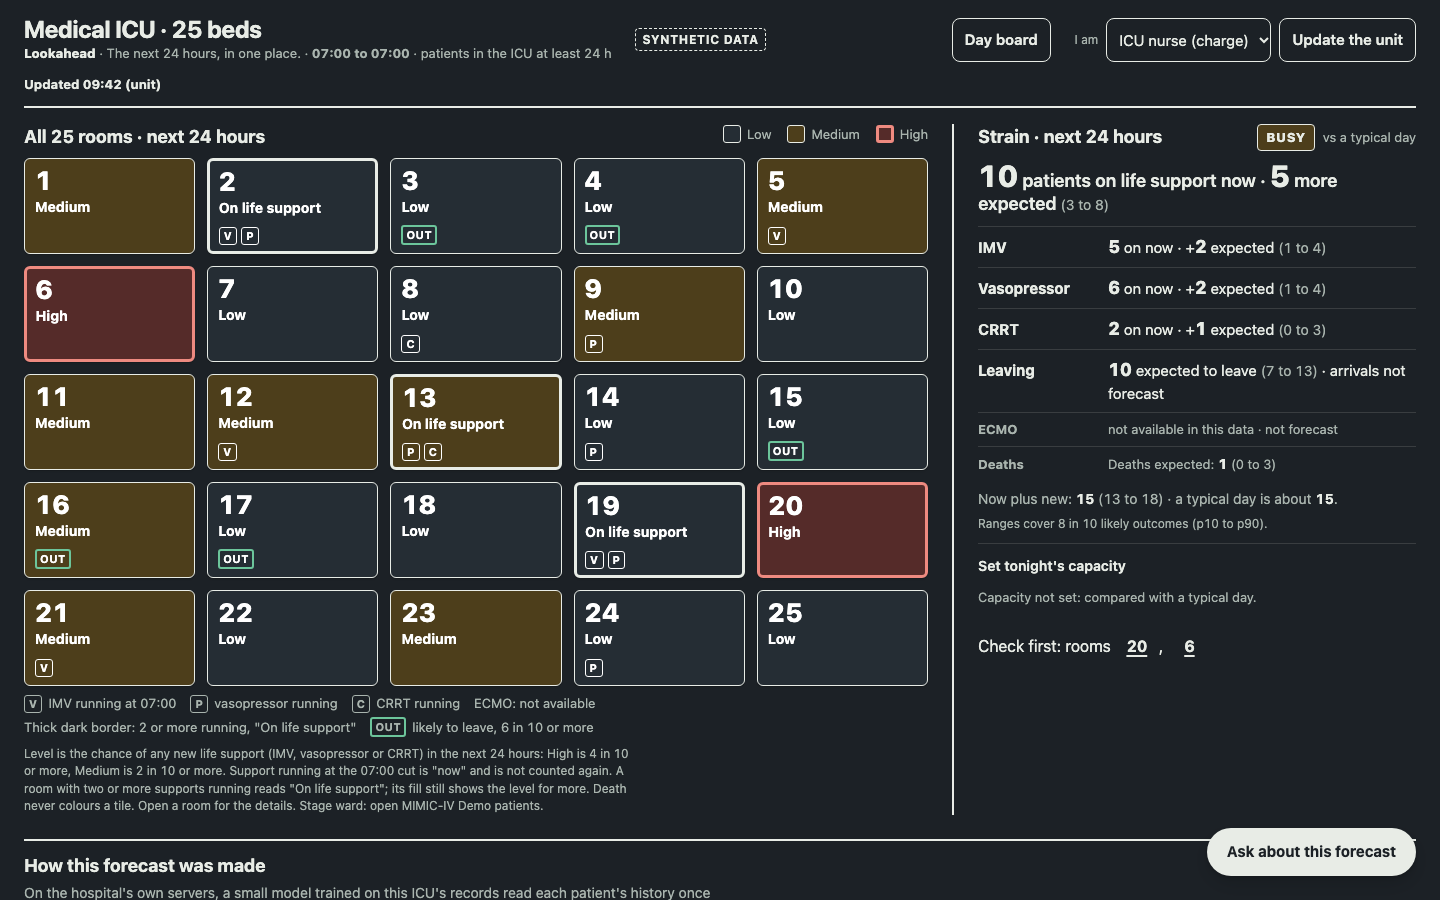 Medical ICU · 25 beds
Lookahead · The next 24 hours, in one place. · 07:00 to 07:00 · patients in the ICU at least 24 h
SYNTHETIC DATA
Day board
I am
ICU nurse (charge)
Update the unit
Updated 09:42 (unit)
All 25 rooms · next 24 hours
Low
Medium
High
1
Medium
2
On life support
V P
3
Low
OUT
4
Low
OUT
5
Medium
V
6
High
7
Low
8
Low
C
9
Medium
P
10
Low
11
Medium
12
Medium
V
13
On life support
P C
14
Low
P
15
Low
OUT
16
Medium
OUT
17
Low
OUT
18
Low
19
On life support
V P
20
High
21
Medium
V
22
Low
23
Medium
24
Low
P
25
Low
V IMV running at 07:00 P vasopressor running C CRRT running ECMO: not available
Thick dark border: 2 or more running, "On life support" OUT likely to leave, 6 in 10 or more
Level is the chance of any new life support (IMV, vasopressor or CRRT) in the next 24 hours: High is 4 in 10
or more, Medium is 2 in 10 or more. Support running at the 07:00 cut is "now" and is not counted again. A
room with two or more supports running reads "On life support"; its fill still shows the level for more. Death
never colours a tile. Open a room for the details. Stage ward: open MIMIC-IV Demo patients.
Strain · next 24 hours
BUSY vs a typical day
10 patients on life support now · 5 more
expected (3 to 8)
IMV 5 on now · +2 expected (1 to 4)
Vasopressor 6 on now · +2 expected (1 to 4)
CRRT 2 on now · +1 expected (0 to 3)
Leaving 10 expected to leave (7 to 13) · arrivals not
forecast
ECMO not available in this data · not forecast
Deaths Deaths expected: 1 (0 to 3)
Now plus new: 15 (13 to 18) · a typical day is about 15.
Ranges cover 8 in 10 likely outcomes (p10 to p90).
Set tonight's capacity
Capacity not set: compared with a typical day.
Check first: rooms 20 , 6
Ask about this forecast
How this forecast was made
On the hospital's own servers, a small model trained on this ICU's records read each patient's history once